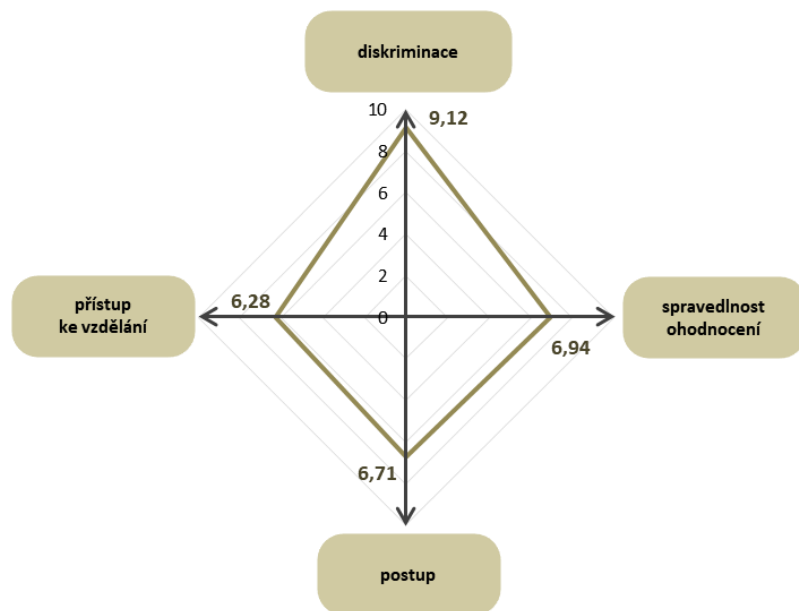 diskriminace
10
9,12
8
6
4
2
0
přístup
ke vzdělání
6,28
spravedlnost
ohodnocení
6,94
6,71
postup